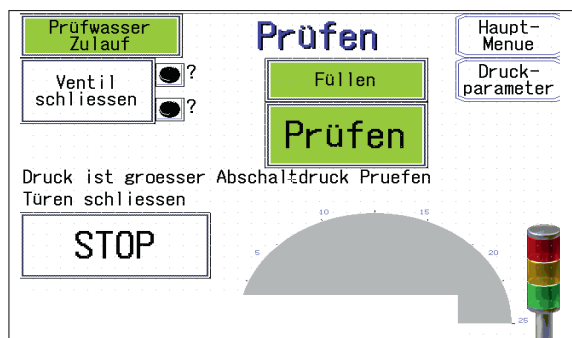 Prüfwasser
Zulauf
Prüfen
Haupt-
Menue
Ventil
schliessen
?
?
Füllen
Druck-
parameter
Prüfen
Druck ist groesser Abschaltdruck Pruefen
Türen schliessen
STOP
5
10
15
20
25